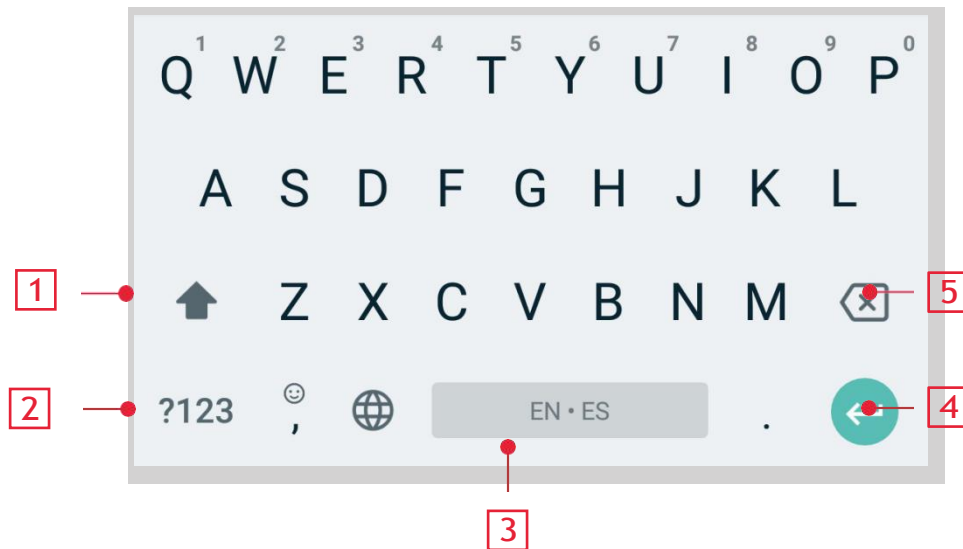 1 2 3 4 5 6 7 8 9 0
Q W E R T Y U I O P
A S D F G H J K L
1 Z X C V B N M 5
2 ?123 , EN • ES . 4
3